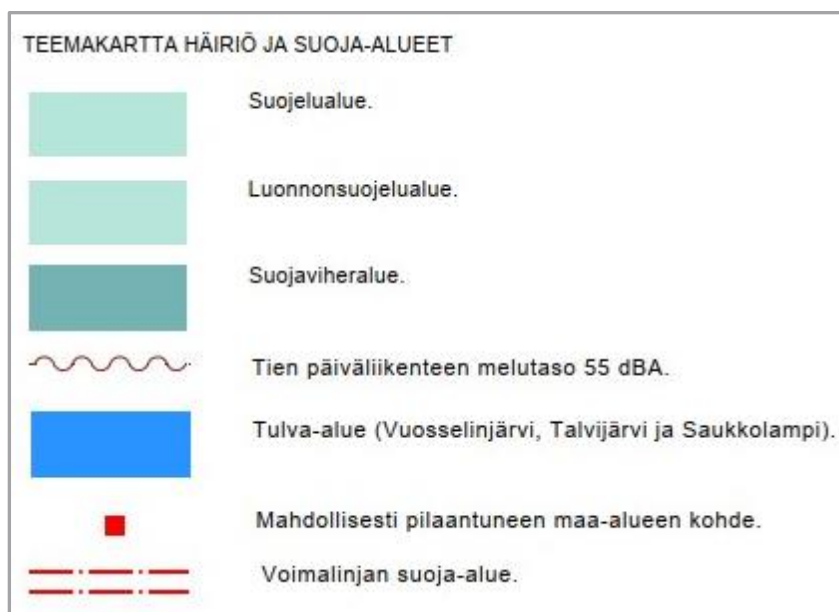 TEEMAKARTTA HÄIRIÖ JA SUOJA-ALUEET
Suojelualue.
Luonnonsuojelualue.
Suojaviheralue.
Tien päiväliikenteen melutaso 55 dBA.
Tulva-alue (Vuosselinjärvi, Talvijärvi ja Saukkolampi).
Mahdollisesti pilaantuneen maa-alueen kohde.
Voimalinjan suoja-alue.